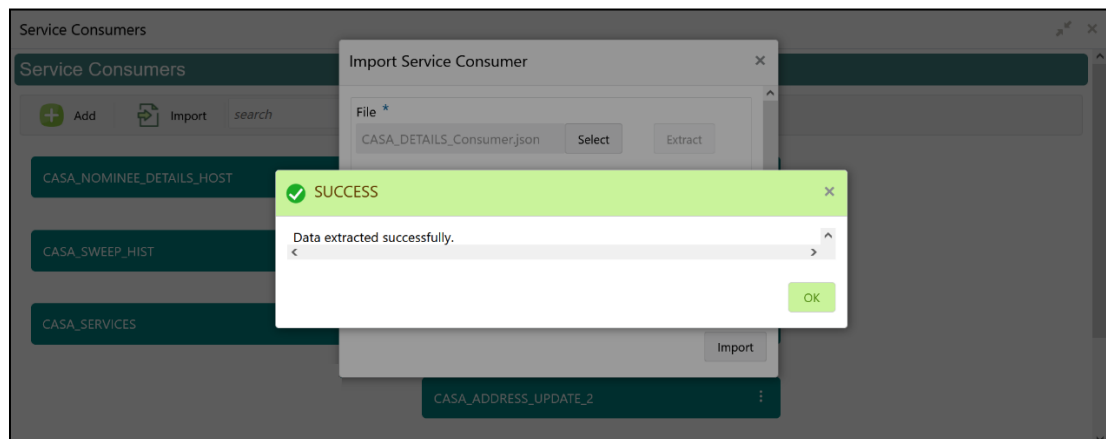 Service Consumers
Service Consumers
Add Import search
Import Service Consumer
File *
CASA_DETAILS_Consumer.json Select Extract
CASA_NOMINEE_DETAILS_HOST
SUCCESS
Data extracted successfully.
OK
CASA_SWEEP_HIST
CASA_SERVICES
Import
CASA_ADDRESS_UPDATE_2